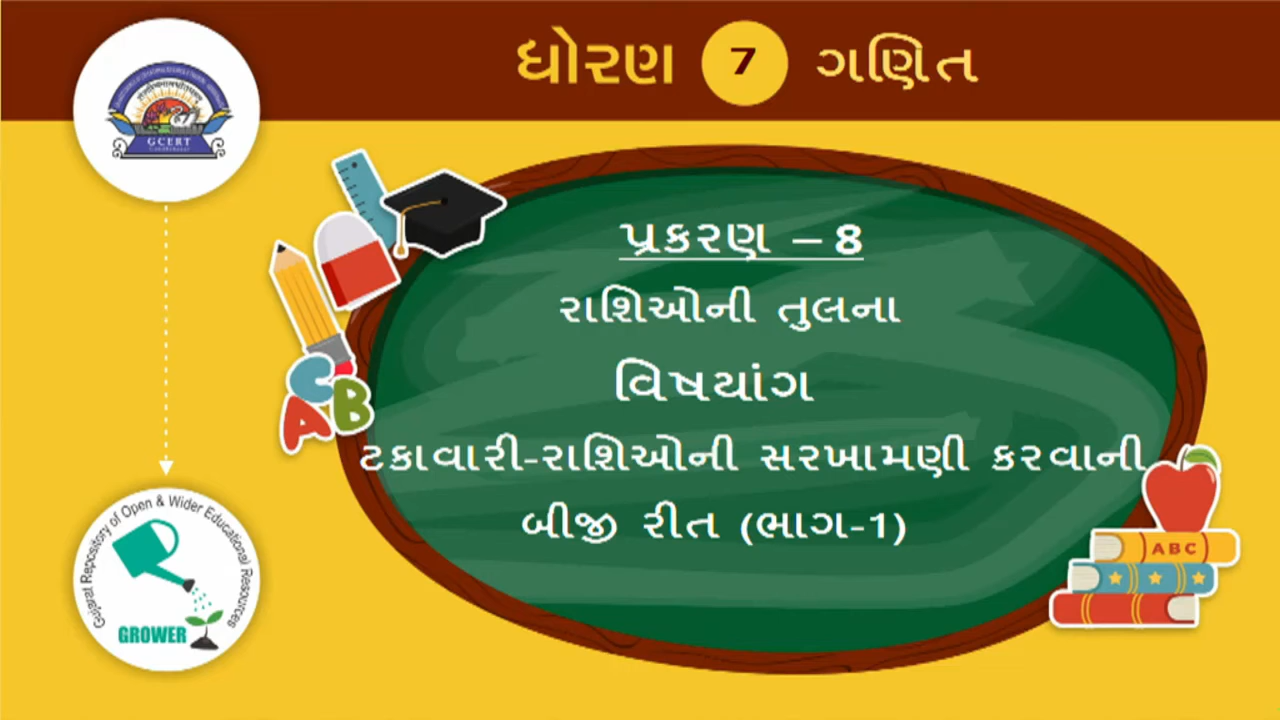 ધોરણ 7 ગણિત
GCERT
પ્રકરણ – 8
રાશિઓની તુલના
વિષયાંગ
ટકાવારી-રાશિઓની સરખામણી કરવાની
બીજી રીત (ભાગ-1)
CAB
ABC
Gujarat Repository of Open & Wider Educational Resources
GROWER